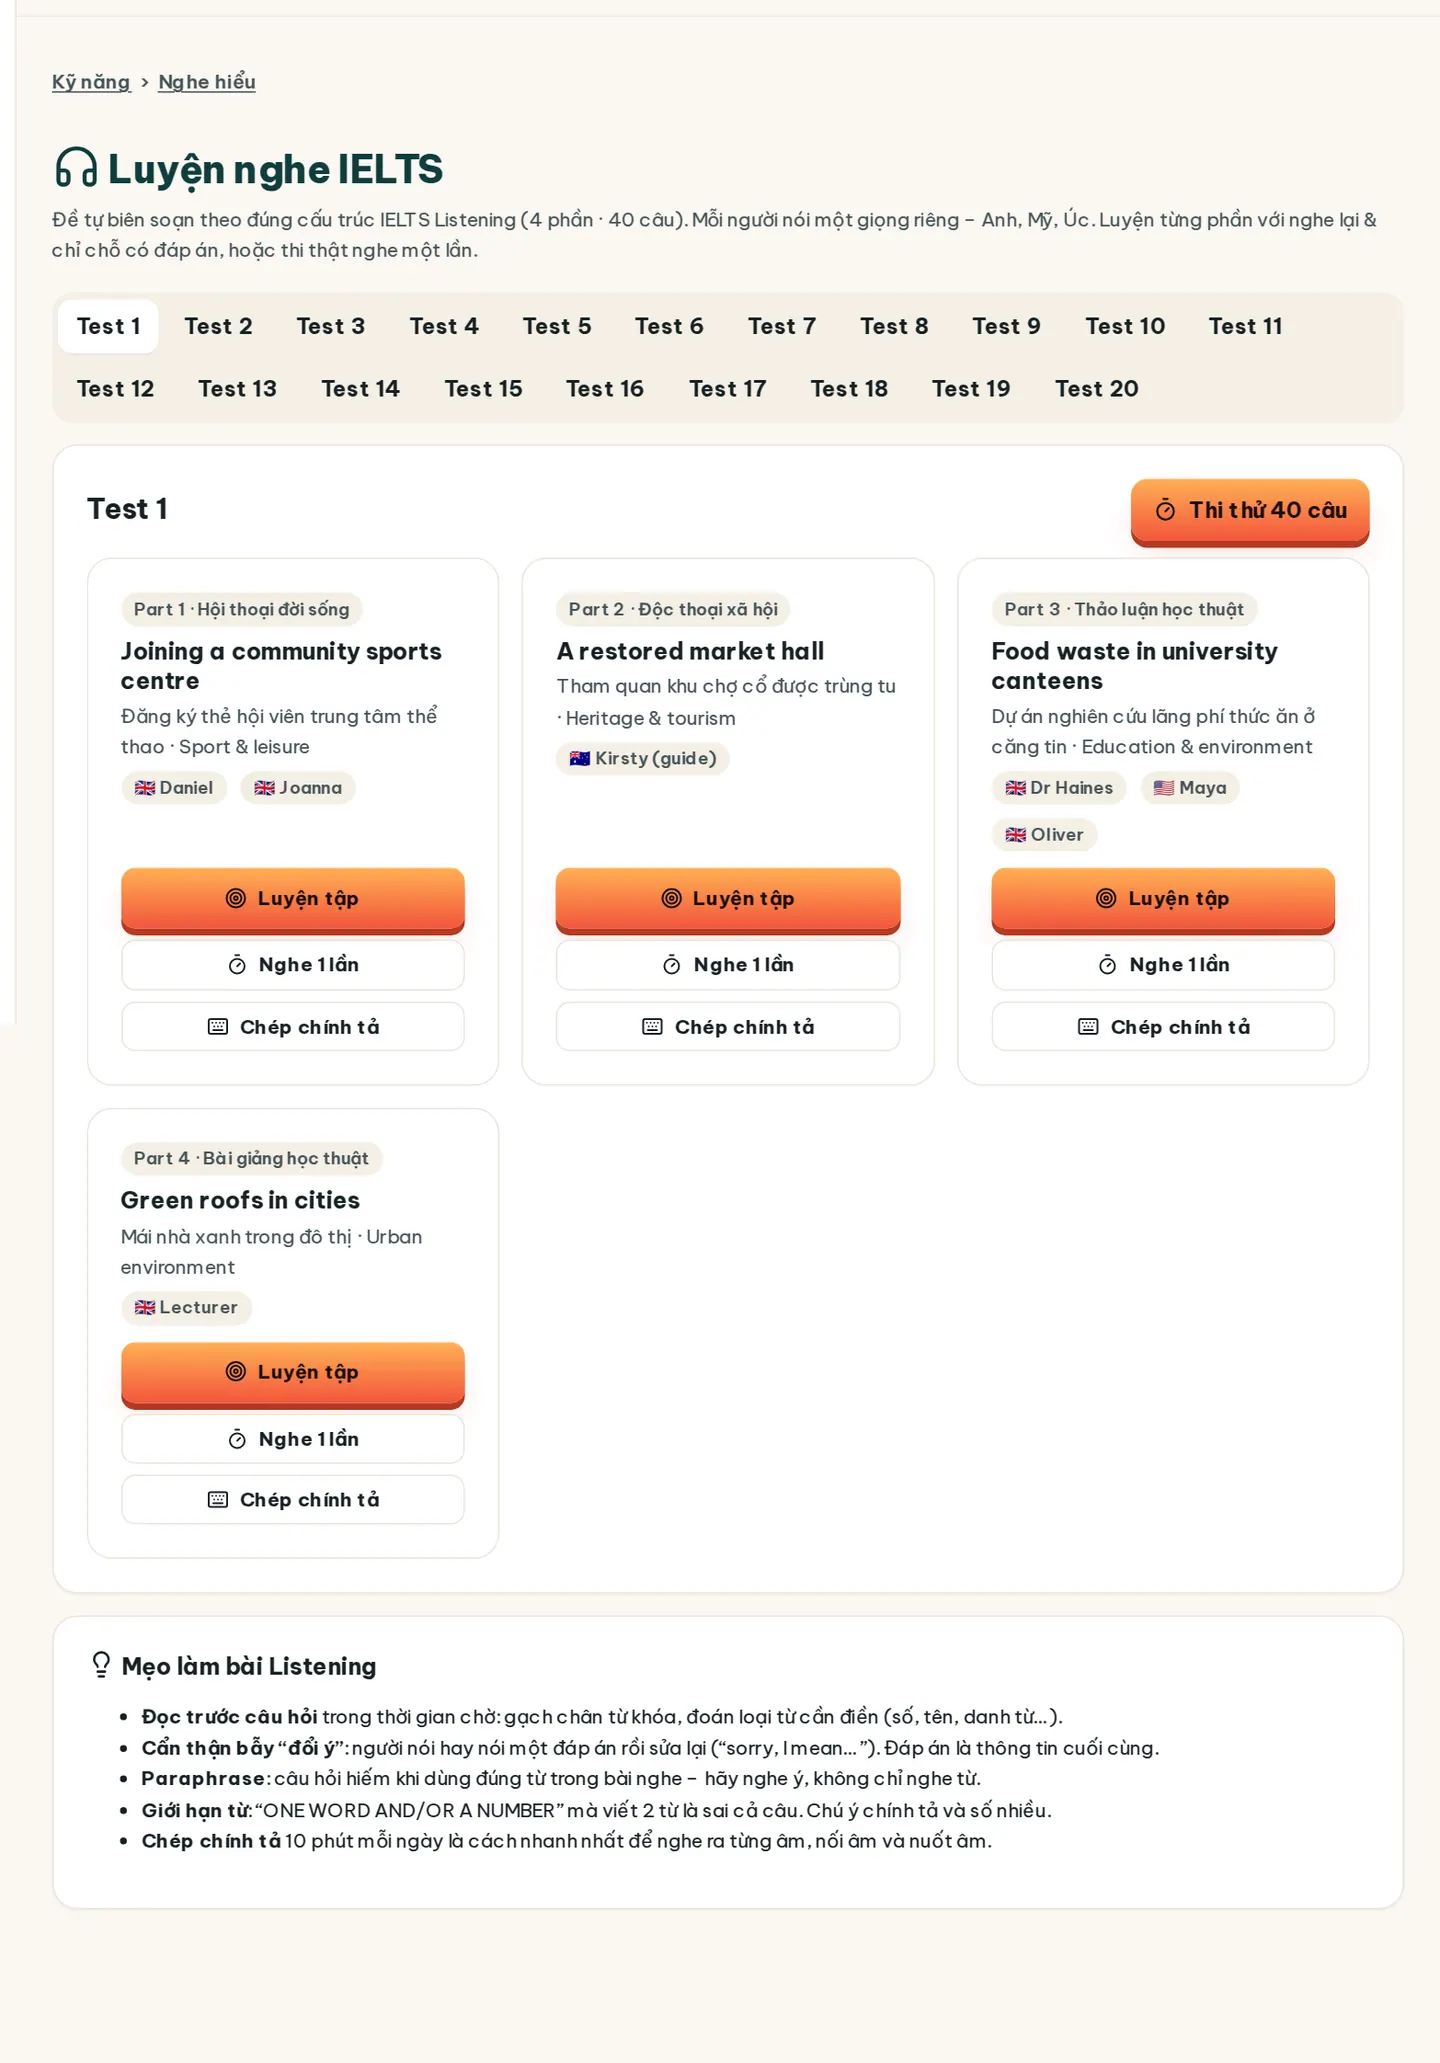 Kỹ năng › Nghe hiểu
Luyện nghe IELTS
Đề tự biên soạn theo đúng cấu trúc IELTS Listening (4 phần · 40 câu). Mỗi người nói một giọng riêng – Anh, Mỹ, Úc. Luyện từng phần với nghe lại &
chỉ chỗ có đáp án, hoặc thi thật nghe một lần.
Test 1 Test 2 Test 3 Test 4 Test 5 Test 6 Test 7 Test 8 Test 9 Test 10 Test 11
Test 12 Test 13 Test 14 Test 15 Test 16 Test 17 Test 18 Test 19 Test 20
Test 1
Thi thử 40 câu
Part 1 · Hội thoại đời sống
Joining a community sports
centre
Đăng ký thẻ hội viên trung tâm thể
thao · Sport & leisure
Daniel Joanna
Luyện tập
Nghe 1 lần
Chép chính tả
Part 2 · Độc thoại xã hội
A restored market hall
Tham quan khu chợ cổ được trùng tu
· Heritage & tourism
Kirsty (guide)
Luyện tập
Nghe 1 lần
Chép chính tả
Part 3 · Thảo luận học thuật
Food waste in university
canteens
Dự án nghiên cứu lãng phí thức ăn ở
căng tin · Education & environment
Dr Haines Maya
Oliver
Luyện tập
Nghe 1 lần
Chép chính tả
Part 4 · Bài giảng học thuật
Green roofs in cities
Mái nhà xanh trong đô thị · Urban
environment
Lecturer
Luyện tập
Nghe 1 lần
Chép chính tả
Mẹo làm bài Listening
• Đọc trước câu hỏi trong thời gian chờ: gạch chân từ khóa, đoán loại từ cần điền (số, tên, danh từ...).
• Cẩn thận bẫy “đổi ý”: người nói hay nói một đáp án rồi sửa lại (“sorry, I mean...”). Đáp án là thông tin cuối cùng.
• Paraphrase: câu hỏi hiếm khi dùng đúng từ trong bài nghe – hãy nghe ý, không chỉ nghe từ.
• Giới hạn từ: “ONE WORD AND/OR A NUMBER” mà viết 2 từ là sai cả câu. Chú ý chính tả và số nhiều.
• Chép chính tả 10 phút mỗi ngày là cách nhanh nhất để nghe ra từng âm, nối âm và nuốt âm.